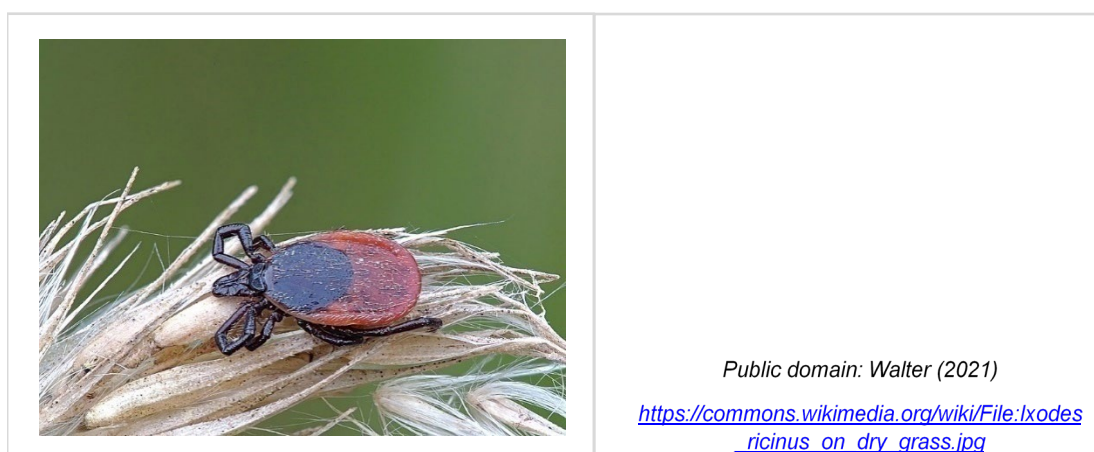 Public domain: Walter (2021)
https://commons.wikimedia.org/wiki/File:Ixodes
_ricinus_on_dry_grass.jpg